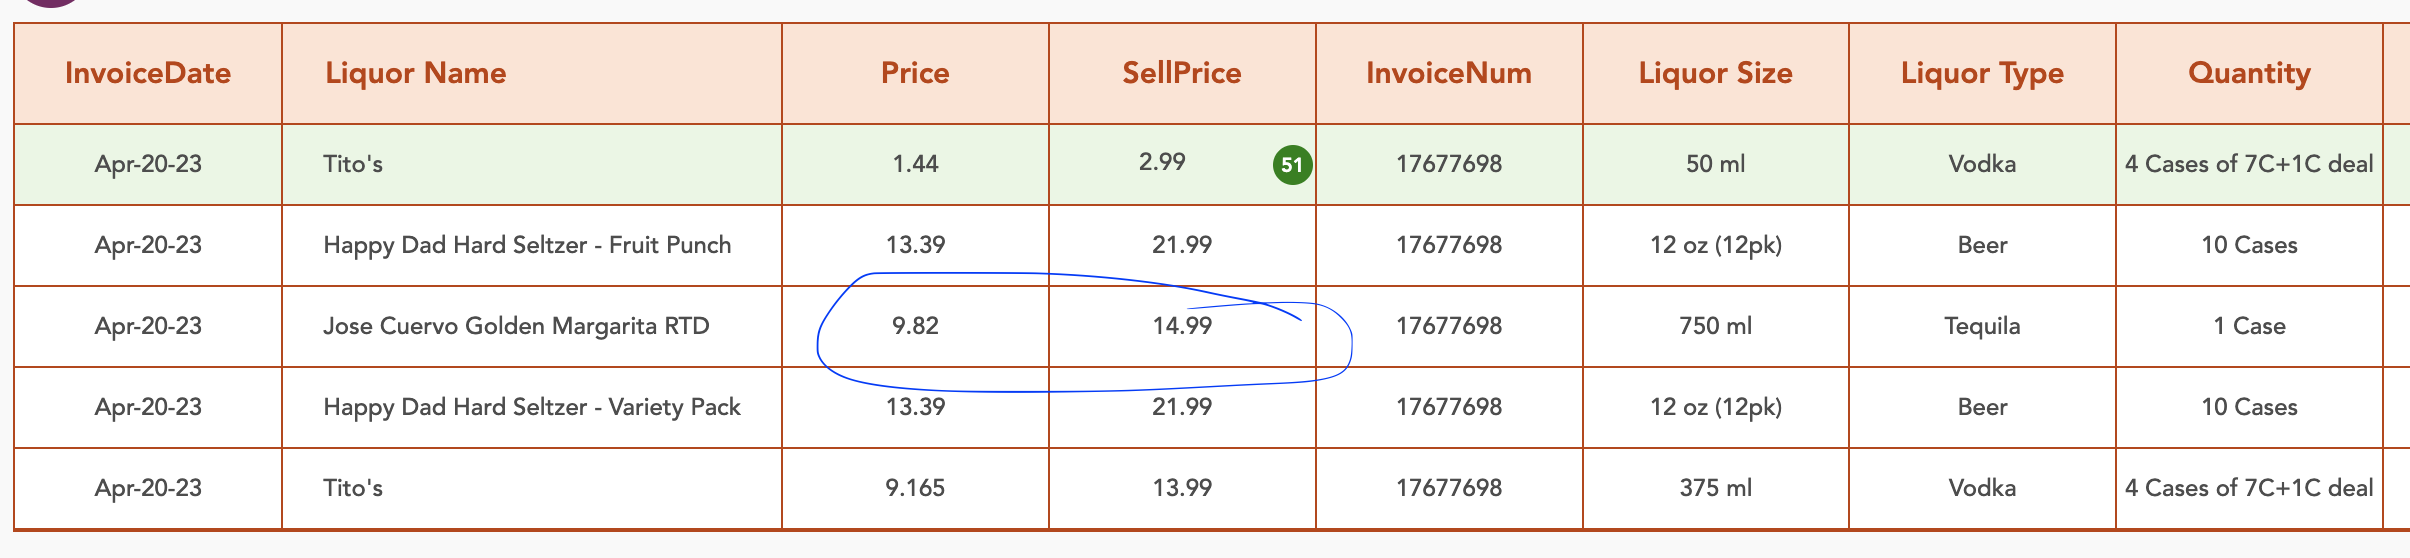 InvoiceDate Liquor Name Price SellPrice InvoiceNum Liquor Size Liquor Type Quantity
Apr-20-23 Tito's 1.44 2.99 51 17677698 50 ml Vodka 4 Cases of 7C+1C deal
Apr-20-23 Happy Dad Hard Seltzer - Fruit Punch 13.39 21.99 17677698 12 oz (12pk) Beer 10 Cases
Apr-20-23 Jose Cuervo Golden Margarita RTD 9.82 14.99 17677698 750 ml Tequila 1 Case
Apr-20-23 Happy Dad Hard Seltzer - Variety Pack 13.39 21.99 17677698 12 oz (12pk) Beer 10 Cases
Apr-20-23 Tito's 9.165 13.99 17677698 375 ml Vodka 4 Cases of 7C+1C deal